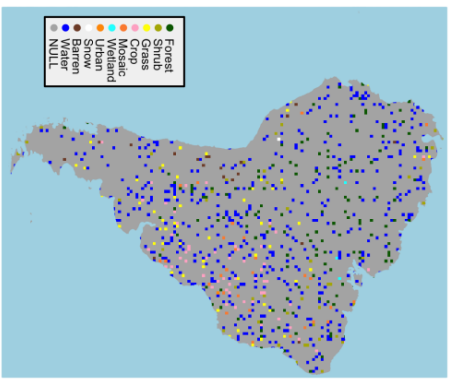 Forest
Shrub
Grass
Crop
Mosaic
Wetland
Urban
Snow
Barren
Water
NULL